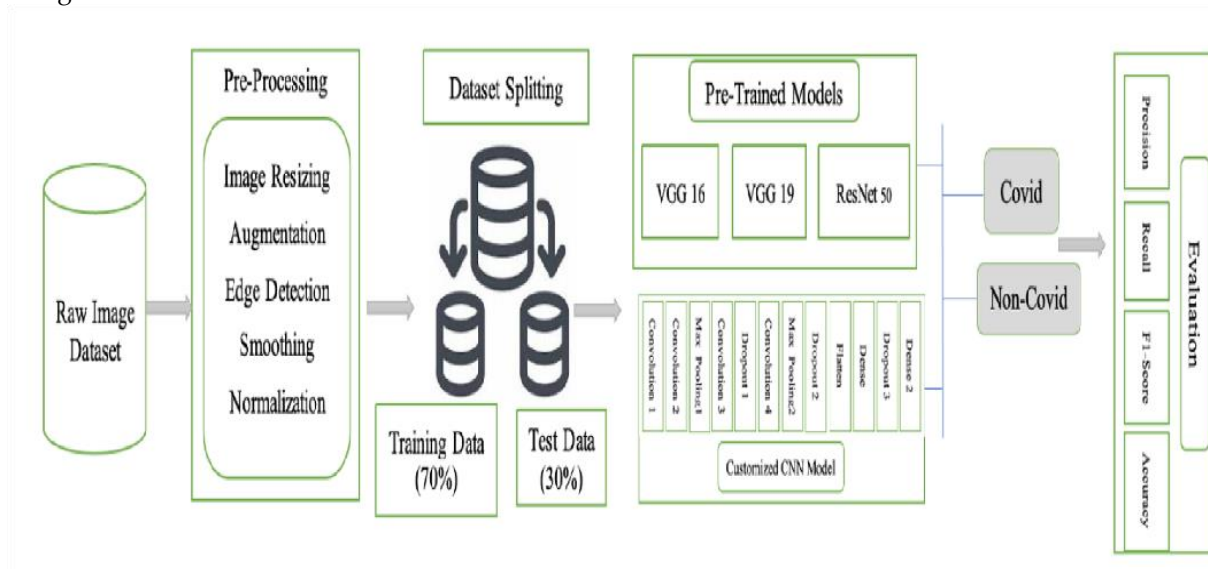 Raw Image
Dataset
Pre-Processing
Image Resizing
Augmentation
Edge Detection
Smoothing
Normalization
Dataset Splitting
Training Data
(70%)
Test Data
(30%)
Pre-Trained Models
VGG 16
VGG 19
ResNet 50
Convolution 1
Convolution 2
Max Pooling1
Convolution 3
Dropout 1
Convolution 4
Max Pooling2
Dropout 2
Flatten
Dense
Dropout 3
Dense 2
Customized CNN Model
Covid
Non-Covid
Precision
Recall
F1-Score
Accuracy
Evaluation